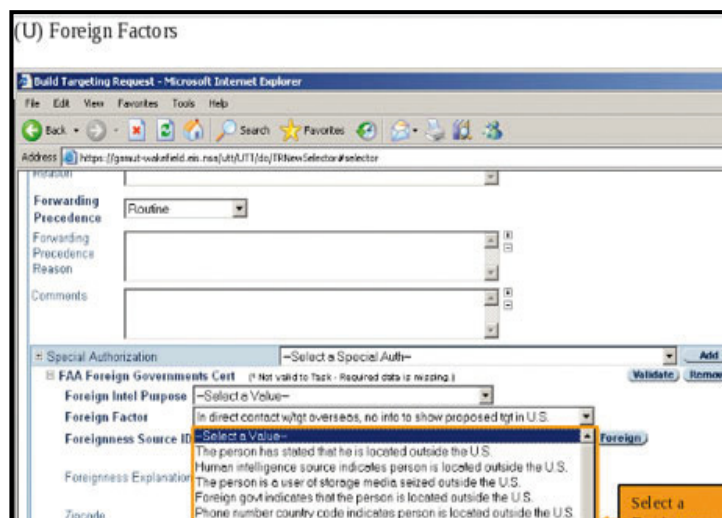 (U) Foreign Factors
Build Targeting Request - Microsoft Internet Explorer
File Edit View Favorites Tools Help
Back Search Favorites
Address https://gamut-wakefield.eis.nsa/utt/UTT/do/TRNewSelector#selector
Reason
Forwarding Precedence Routine
Forwarding Precedence Reason
Comments
Special Authorization --Select a Special Auth-- Add
FAA Foreign Governments Cert (* Not valid to Task - Required data is missing.) Validate Remov
Foreign Intel Purpose --Select a Value--
Foreign Factor In direct contact w/tgt overseas, no info to show proposed tgt in U.S.
Foreignness Source ID --Select a Value-- Foreign
The person has stated that he is located outside the U.S.
Human intelligence source indicates person is located outside the U.S.
Foreignness Explanation The person is a user of storage media seized outside the U.S.
Foreign govt indicates that the person is located outside the U.S.
Zipcode Phone number country code indicates person is located outside the U.S.
Select a